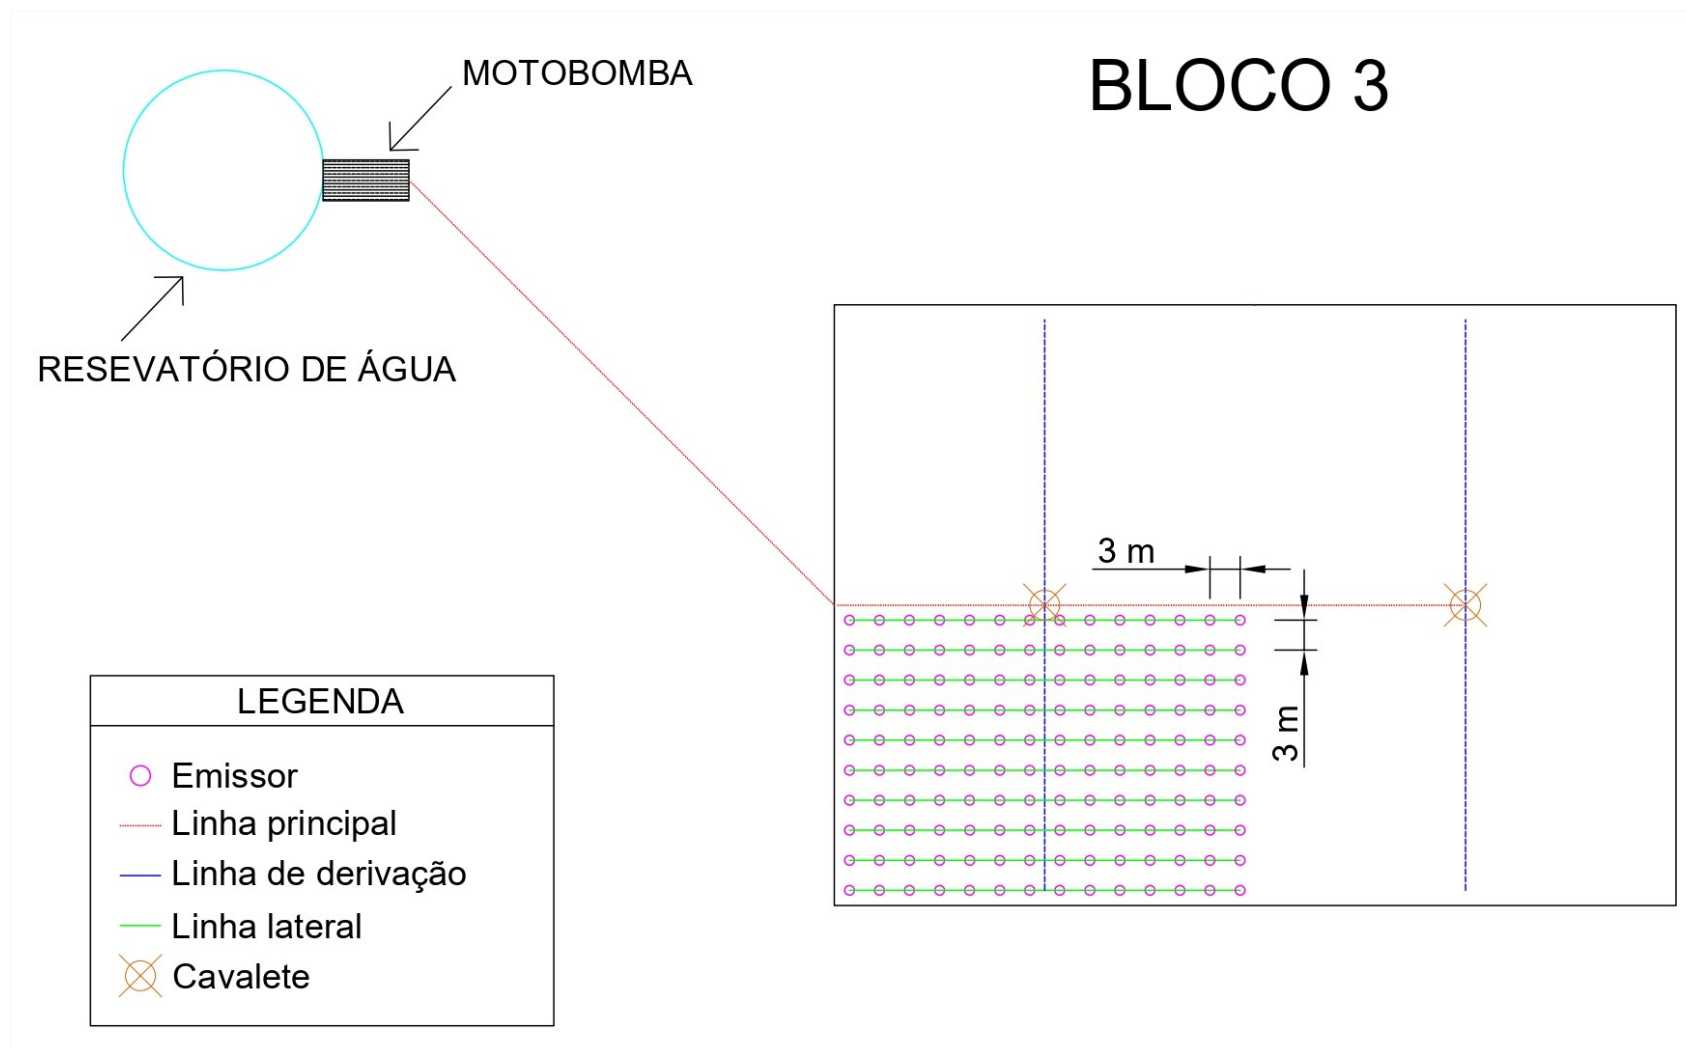 MOTOBOMBA
BLOCO 3
RESEVATÓRIO DE ÁGUA
3 m
3 m
LEGENDA
Emissor
Linha principal
Linha de derivação
Linha lateral
Cavalete